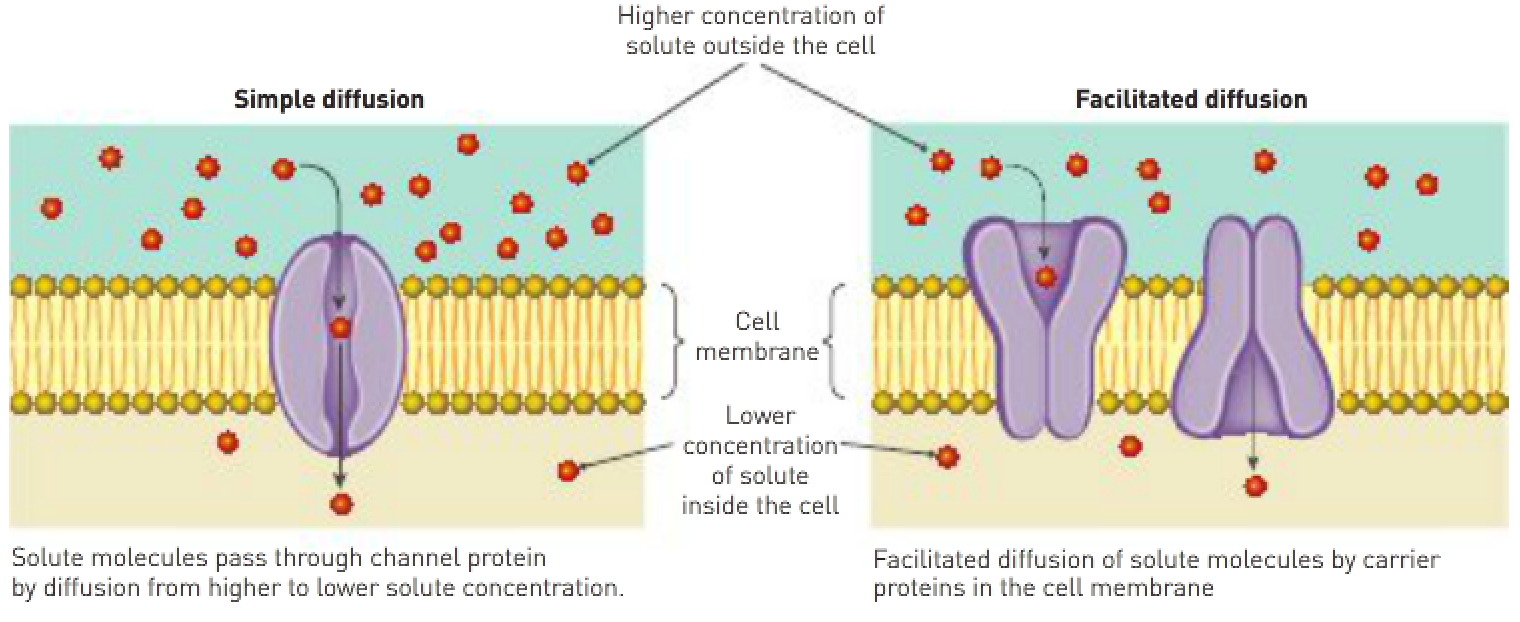 Higher concentration of
solute outside the cell
Simple diffusion
Facilitated diffusion
Cell
membrane
Lower
concentration
of solute
inside the cell
Solute molecules pass through channel protein
by diffusion from higher to lower solute concentration.
Facilitated diffusion of solute molecules by carrier
proteins in the cell membrane